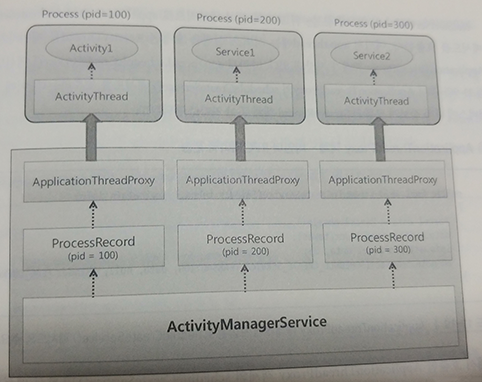 Process (pid=100)
Process (pid=200)
Process (pid=300)
Activity1
Service1
Service2
ActivityThread
ActivityThread
ActivityThread
ApplicationThreadProxy
ApplicationThreadProxy
ApplicationThreadProxy
ProcessRecord
(pid = 100)
ProcessRecord
(pid = 200)
ProcessRecord
(pid = 300)
ActivityManagerService